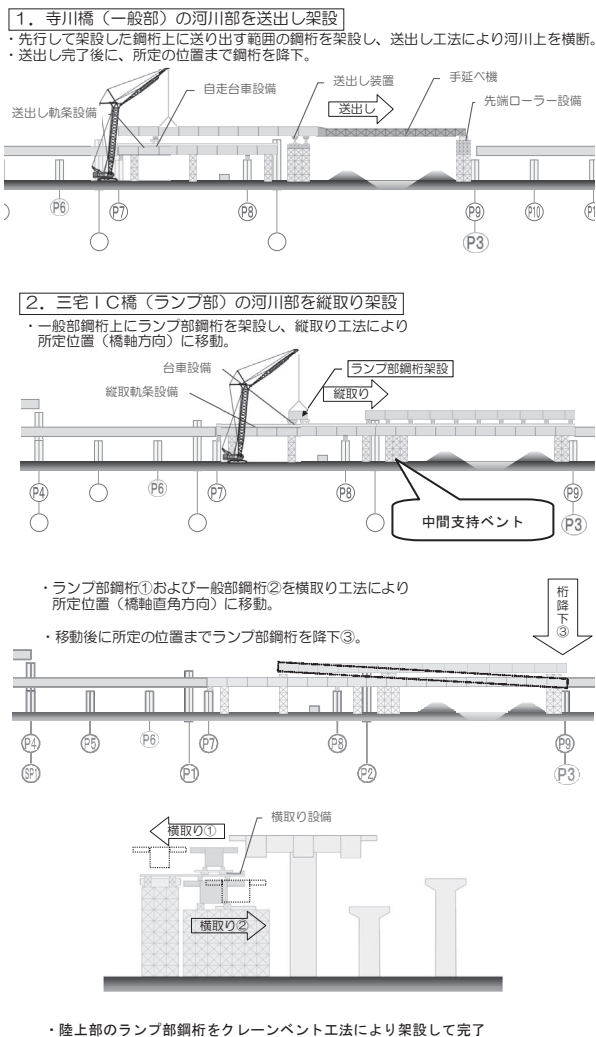 １．寺川橋（一般部）の河川部を送出し架設
・先行して架設した鋼桁上に送り出す範囲の鋼桁を架設し、送出し工法により河川上を横断。
・送出し完了後に、所定の位置まで鋼桁を降下。
送出し軌条設備
自走台車設備
送出し装置
手延べ機
送出し
先端ローラー設備
P6
P7
P8
P9
P10
P3
２．三宅ＩＣ橋（ランプ部）の河川部を縦取り架設
・一般部鋼桁上にランプ部鋼桁を架設し、縦取り工法により
所定位置（橋軸方向）に移動。
台車設備
縦取軌条設備
ランプ部鋼桁架設
縦取り
P4
P6
P7
P8
P9
中間支持ベント
P3
・ランプ部鋼桁①および一般部鋼桁②を横取り工法により
所定位置（橋軸直角方向）に移動。
・移動後に所定の位置までランプ部鋼桁を降下③。
桁降下③
P4
P5
P6
P7
P8
P9
SP1
P1
P2
P3
横取り①
横取り設備
横取り②
・陸上部のランプ部鋼桁をクレーンベント工法により架設して完了